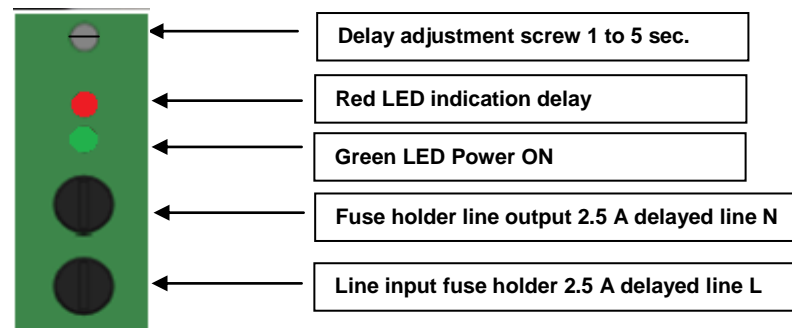 Delay adjustment screw 1 to 5 sec.
Red LED indication delay
Green LED Power ON
Fuse holder line output 2.5 A delayed line N
Line input fuse holder 2.5 A delayed line L